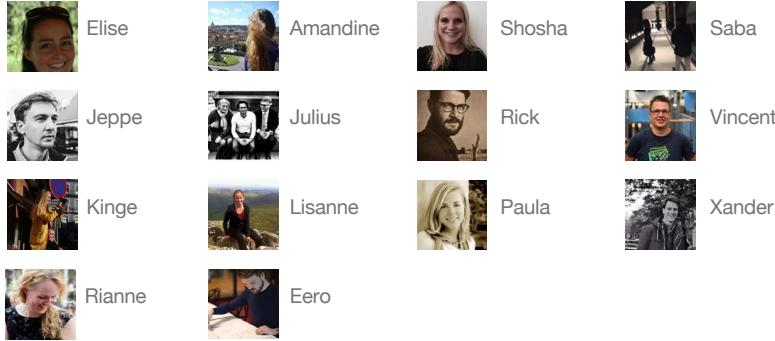 Elise
Amandine
Shosha
Saba
Jeppe
Julius
Rick
Vincent
Kinge
Lisanne
Paula
Xander
Rianne
Eero